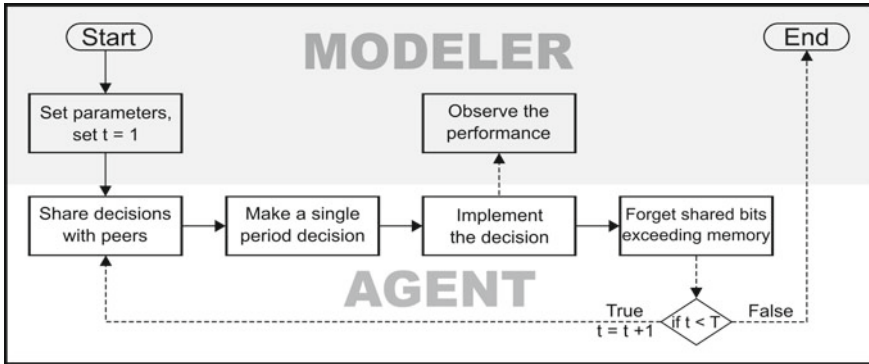 Start
MODELER
End
Set parameters,
set t = 1
Observe the
performance
Share decisions
with peers
Make a single
period decision
Implement
the decision
Forget shared bits
exceeding memory
AGENT
True
t = t +1
if t < T
False